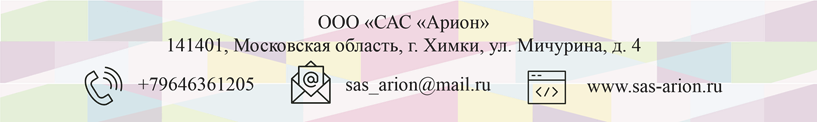 ООО «САС «Арион»
141401, Московская область, г. Химки, ул. Мичурина, д. 4
+79646361205 sas_arion@mail.ru www.sas-arion.ru